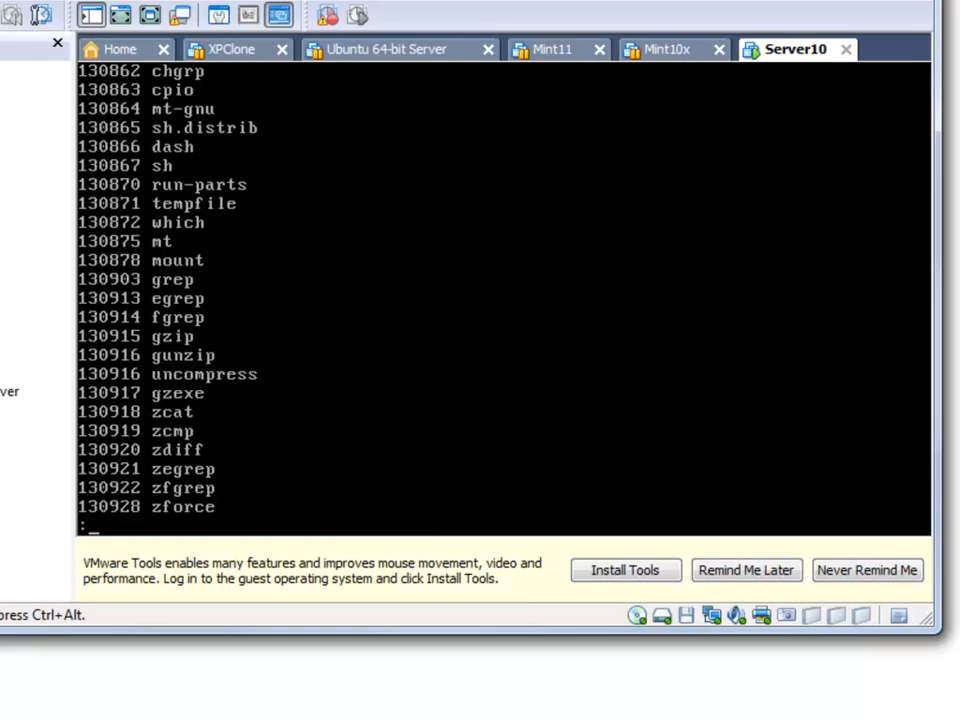 Home XPClone Ubuntu 64-bit Server Mint11 Mint10x Server10
130862 chgrp
130863 cpio
130864 mt-gnu
130865 sh.distrib
130866 dash
130867 sh
130870 run-parts
130871 tempfile
130872 which
130875 mt
130878 mount
130903 grep
130913 egrep
130914 fgrep
130915 gzip
130916 gunzip
ver
130916 uncompress
130917 gzexe
130918 zcat
130919 zcmp
130920 zdiff
130921 zegrep
130922 zfgrep
130928 zforce
:_
VMware Tools enables many features and improves mouse movement, video and
performance. Log in to the guest operating system and click Install Tools.
Install Tools Remind Me Later Never Remind Me
press Ctrl+Alt.